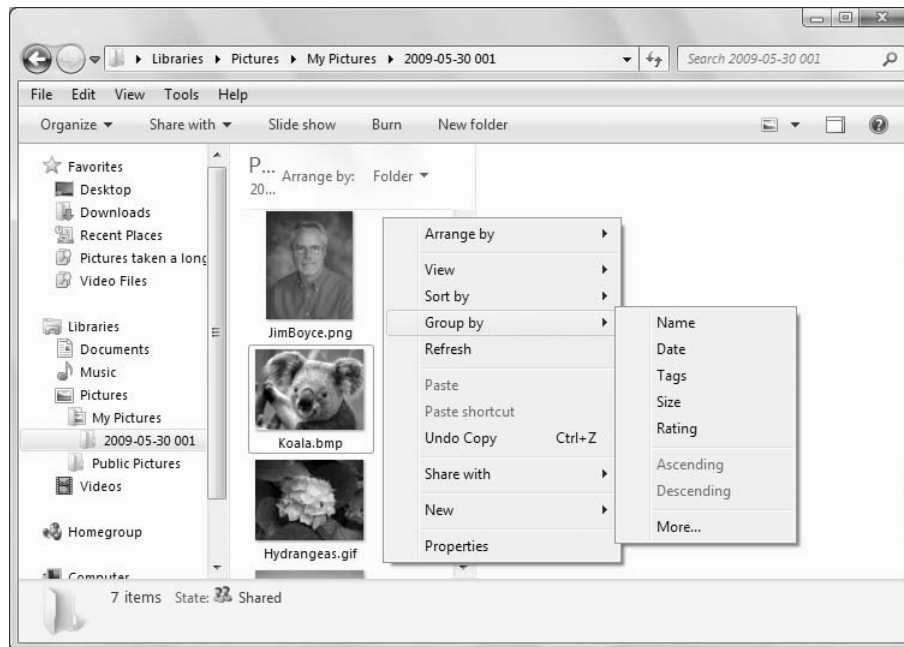 Libraries Pictures My Pictures 2009-05-30 001
Search 2009-05-30 001
File Edit View Tools Help
Organize Share with Slide show Burn New folder
Favorites
Desktop
Downloads
Recent Places
Pictures taken a long
Video Files
Libraries
Documents
Music
Pictures
My Pictures
2009-05-30 001
Public Pictures
Videos
Homegroup
Computer
P...
20...
Arrange by: Folder
JimBoyce.png
Koala.bmp
Hydrangeas.gif
Arrange by
View
Sort by
Group by
Refresh
Paste
Paste shortcut
Undo Copy Ctrl+Z
Share with
New
Properties
Name
Date
Tags
Size
Rating
Ascending
Descending
More...
7 items State: Shared